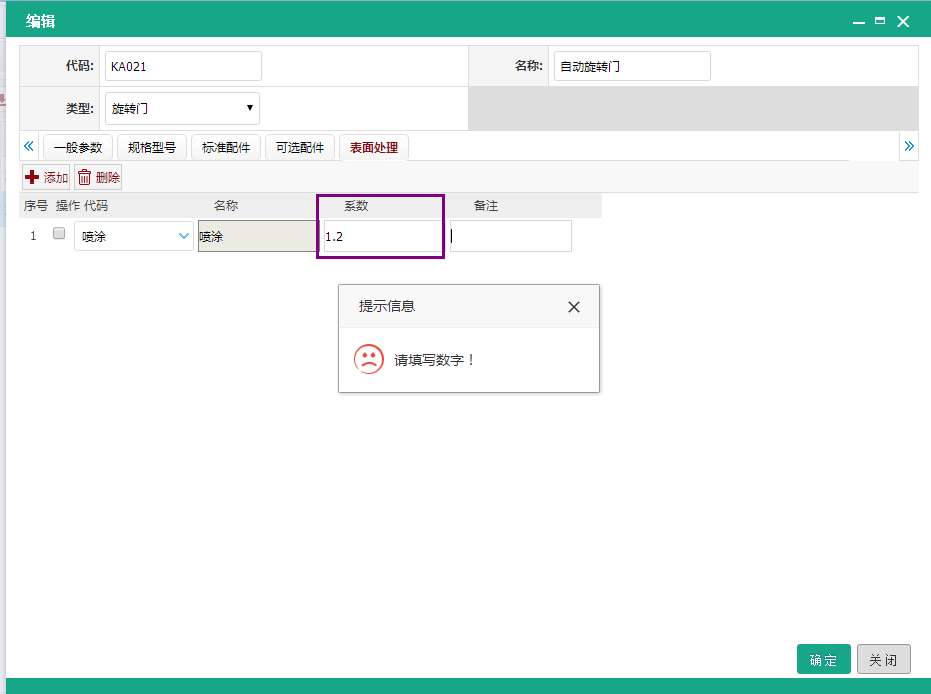 编辑
代码: KA021 名称: 自动旋转门
类型: 旋转门
一般参数 规格型号 标准配件 可选配件 表面处理
添加 删除
序号 操作 代码 名称 系数 备注
1 喷涂 喷涂 1.2
提示信息
请填写数字！
确定 关闭